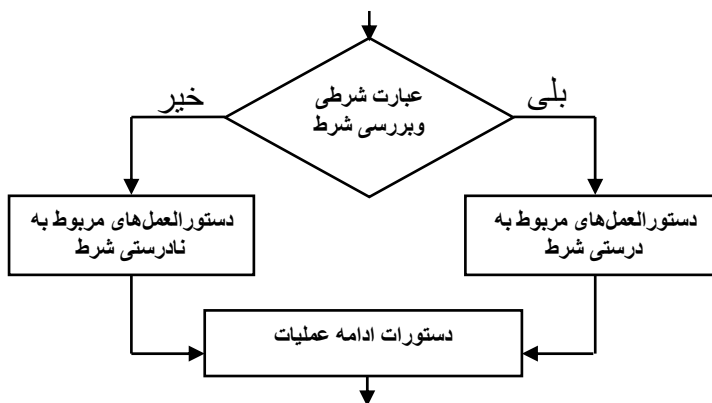 عبارت شرطی
وبررسی شرط
بلی
خیر
دستورالعمل‌های مربوط به
درستی شرط
دستورالعمل‌های مربوط به
نادرستی شرط
دستورات ادامه عملیات